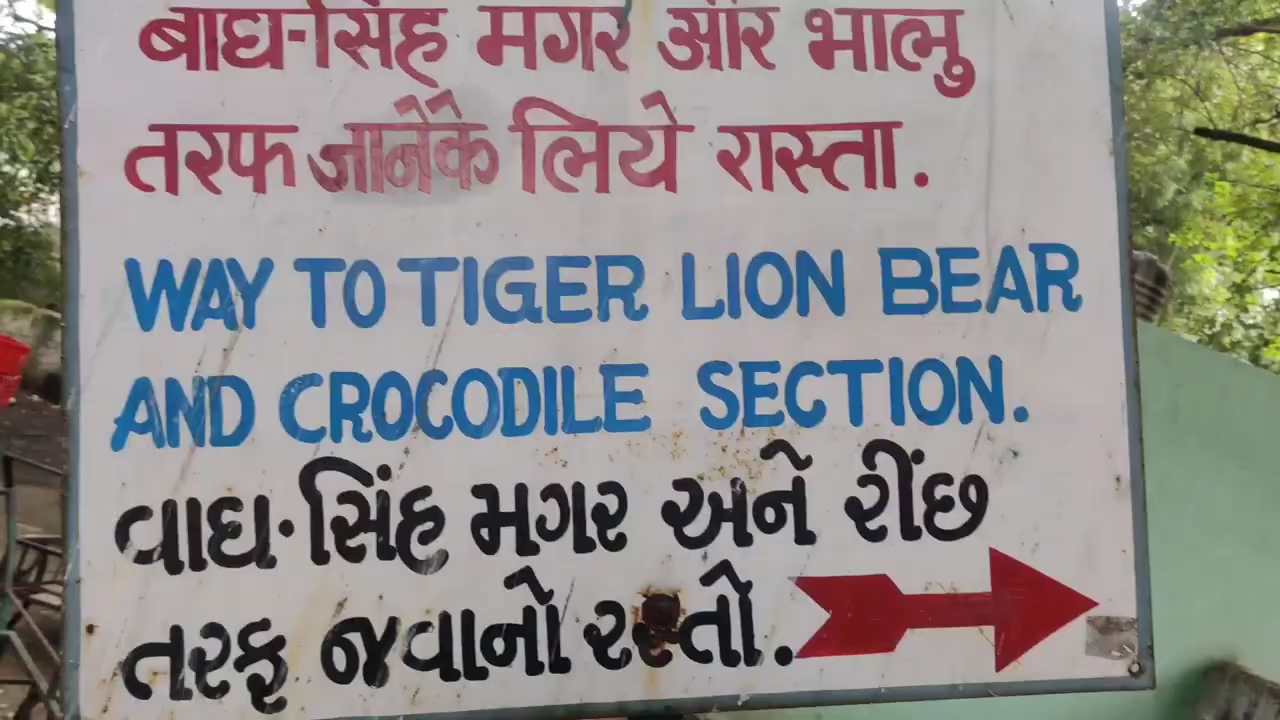 बाघ-सिंह मगर और भालु
तरफ जानेके लिये रास्ता.
WAY TO TIGER LION BEAR
AND CROCODILE SECTION.
વાઘ-સિંહ મગર અને રીંછ
તરફ જવાનો રસ્તો.